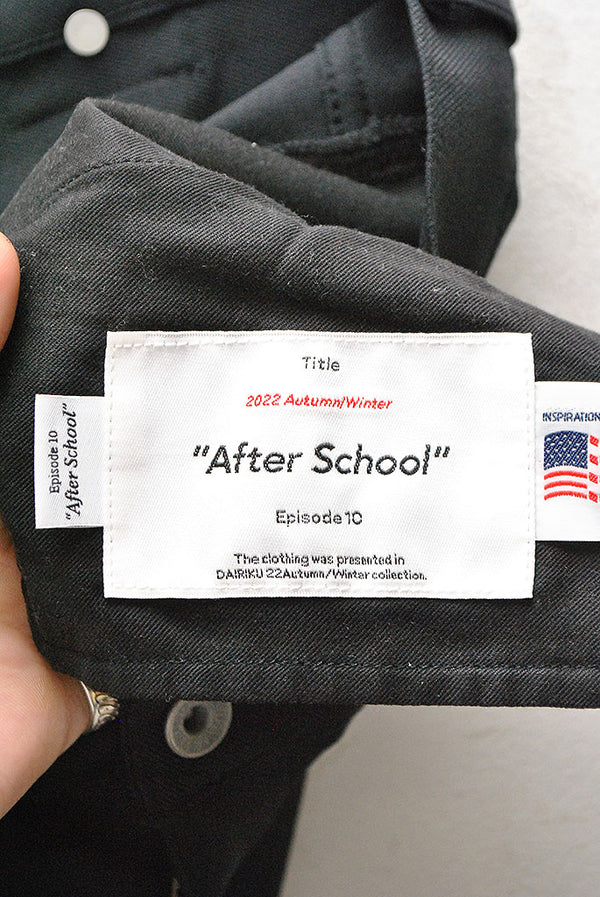 Title
2022 Autumn/Winter
"After School"
Episode 10
The clothing was presented in
DAIRIKU 22Autumn/Winter collection.
Episode 10
"After School"
INSPIRATION